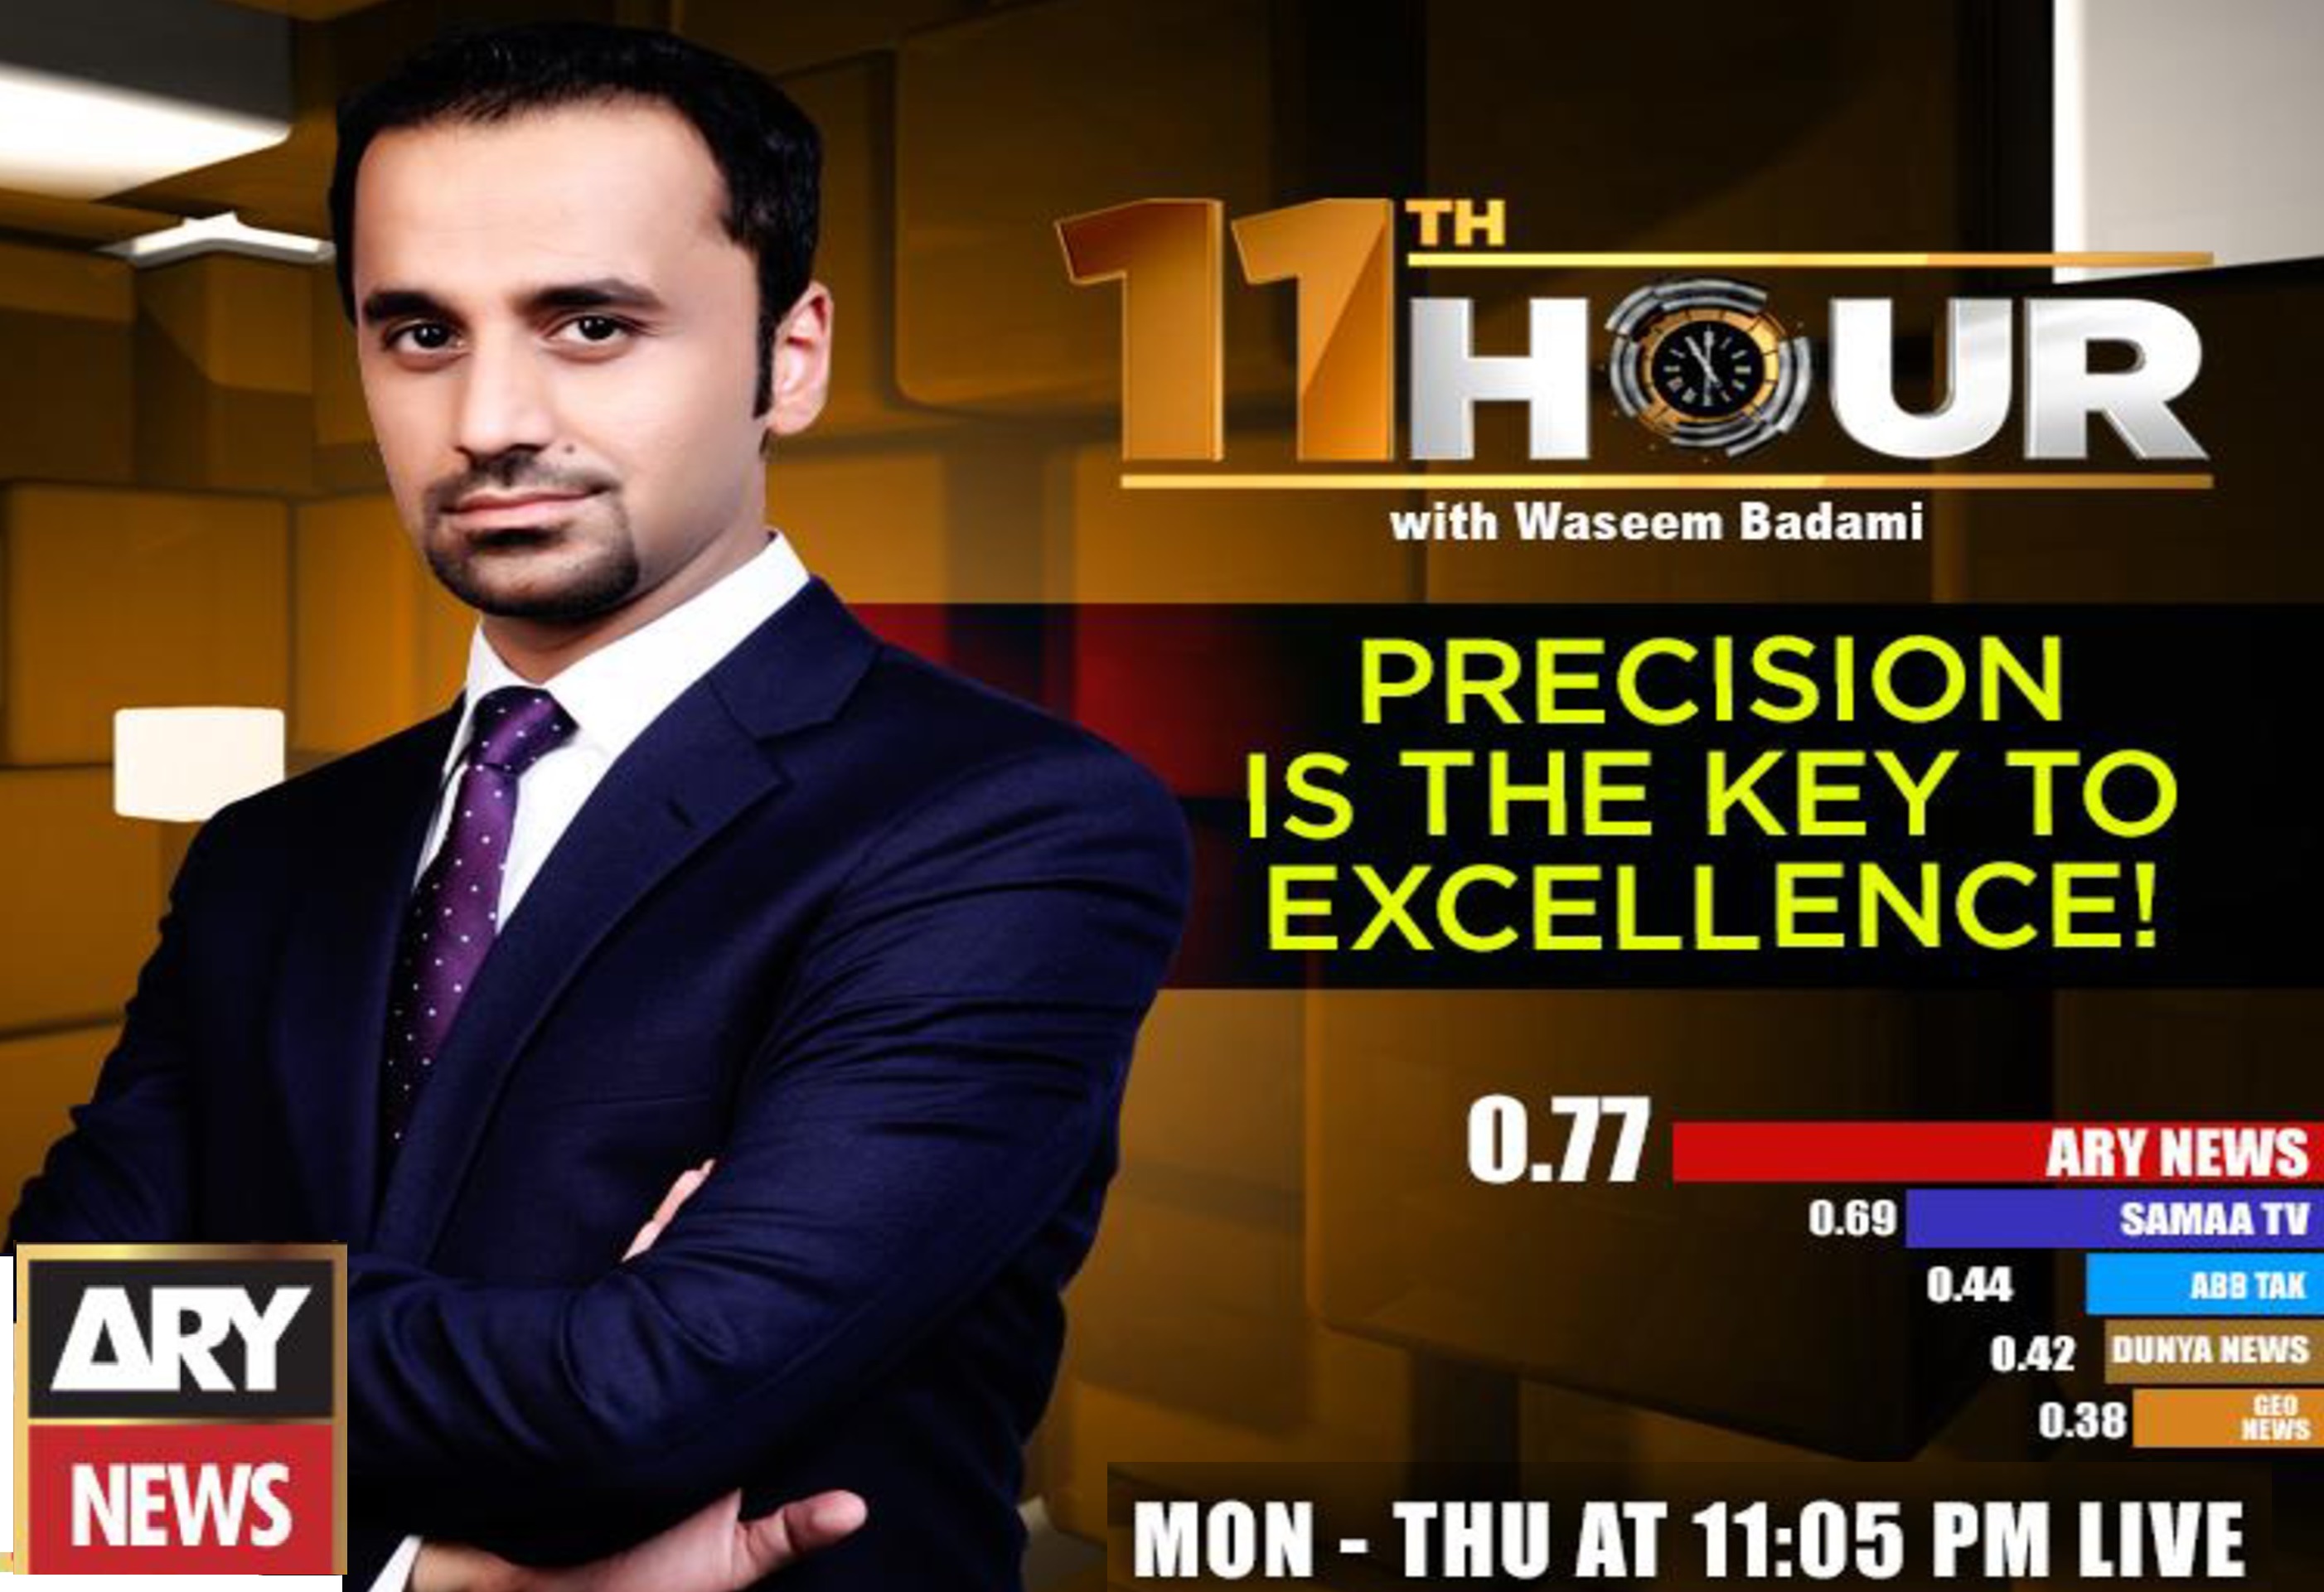 11TH
HOUR
with Waseem Badami
PRECISION
IS THE KEY TO
EXCELLENCE!
0.77 ARY NEWS
0.69 SAMAA TV
0.44 ABB TAK
0.42 DUNYA NEWS
0.38 GEO
NEWS
ARY
NEWS
MON - THU AT 11:05 PM LIVE